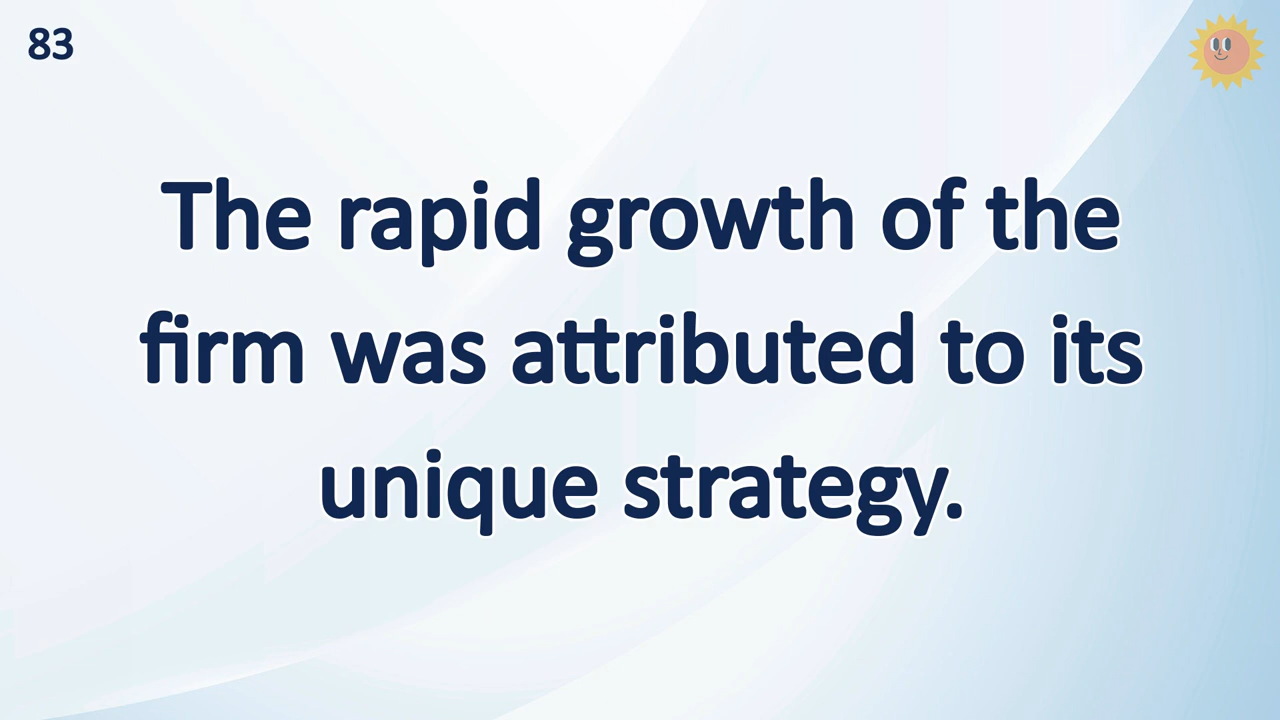 83
The rapid growth of the
firm was attributed to its
unique strategy.